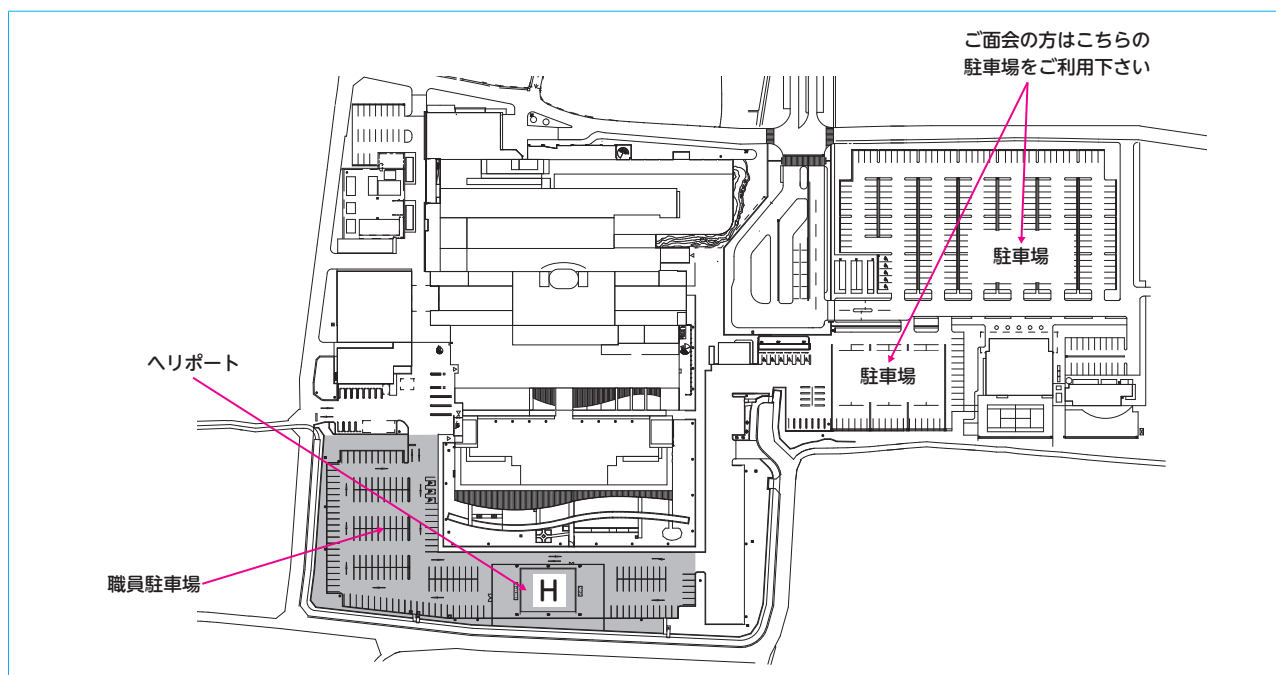 ご面会の方はこちらの
駐車場をご利用下さい
駐車場
ヘリポート
駐車場
職員駐車場
H